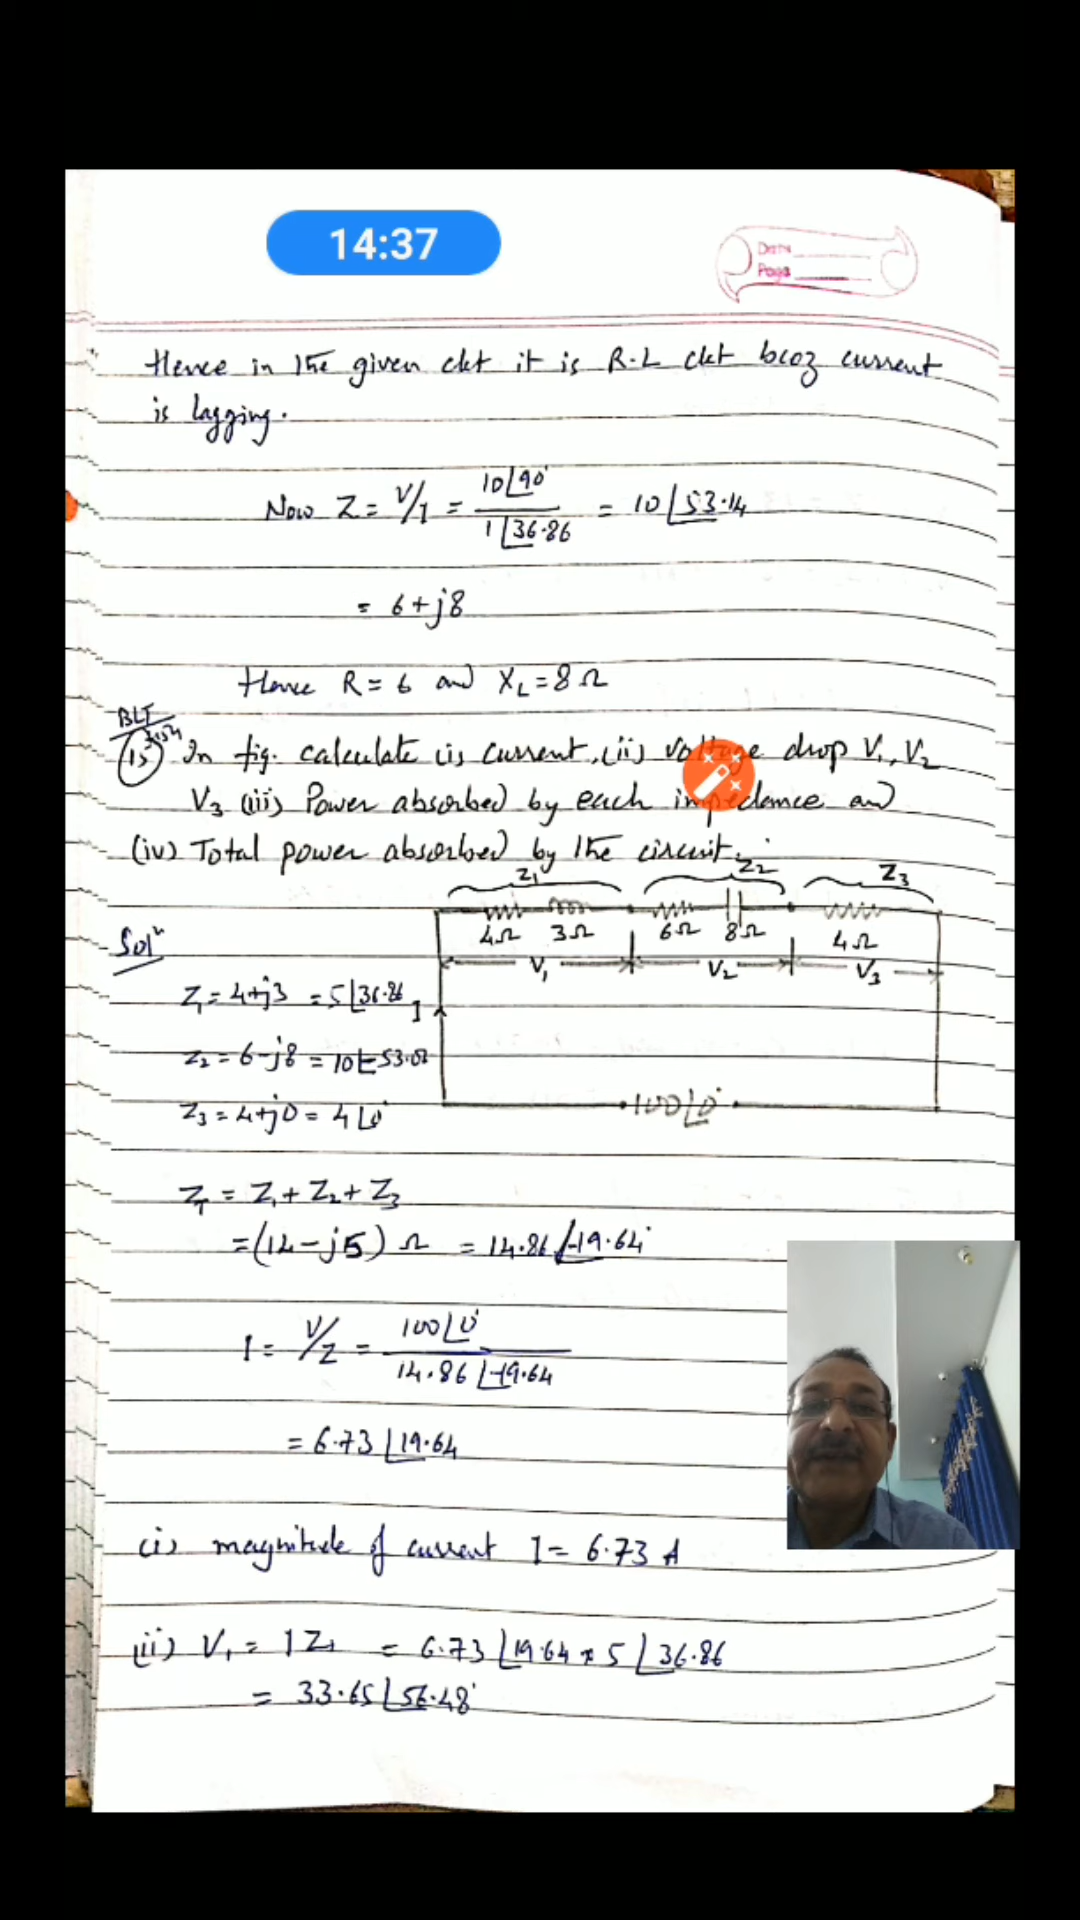 14:37
Date
Page
Hence in the given ckt it is R-L ckt bcoz current
is lagging.
Now Z = V/I = 10∠90° / 1∠36.86 = 10∠53.14
= 6+j8
Hence R = 6 and XL = 8 Ω
BLT
15 In fig. calculate (i) current, (ii) voltage drop V1, V2
V3 (iii) Power absorbed by each impedance and
(iv) Total power absorbed by the circuit.
Z1 Z2 Z3
4Ω 3Ω 6Ω 8Ω 4Ω
V1 V2 V3
Solⁿ
Z1 = 4+j3 = 5∠36.86
I
Z2 = 6-j8 = 10∠-53.0
Z3 = 4+j0 = 4∠0°
100∠0°
ZT = Z1 + Z2 + Z3
= (14-j5) Ω = 14.86∠-19.64°
I = V/Z = 100∠0° / 14.86∠-19.64
= 6.73∠19.64
(i) magnitude of current I = 6.73 A
(ii) V1 = IZ1 = 6.73∠19.64 × 5∠36.86
= 33.65∠56.48°